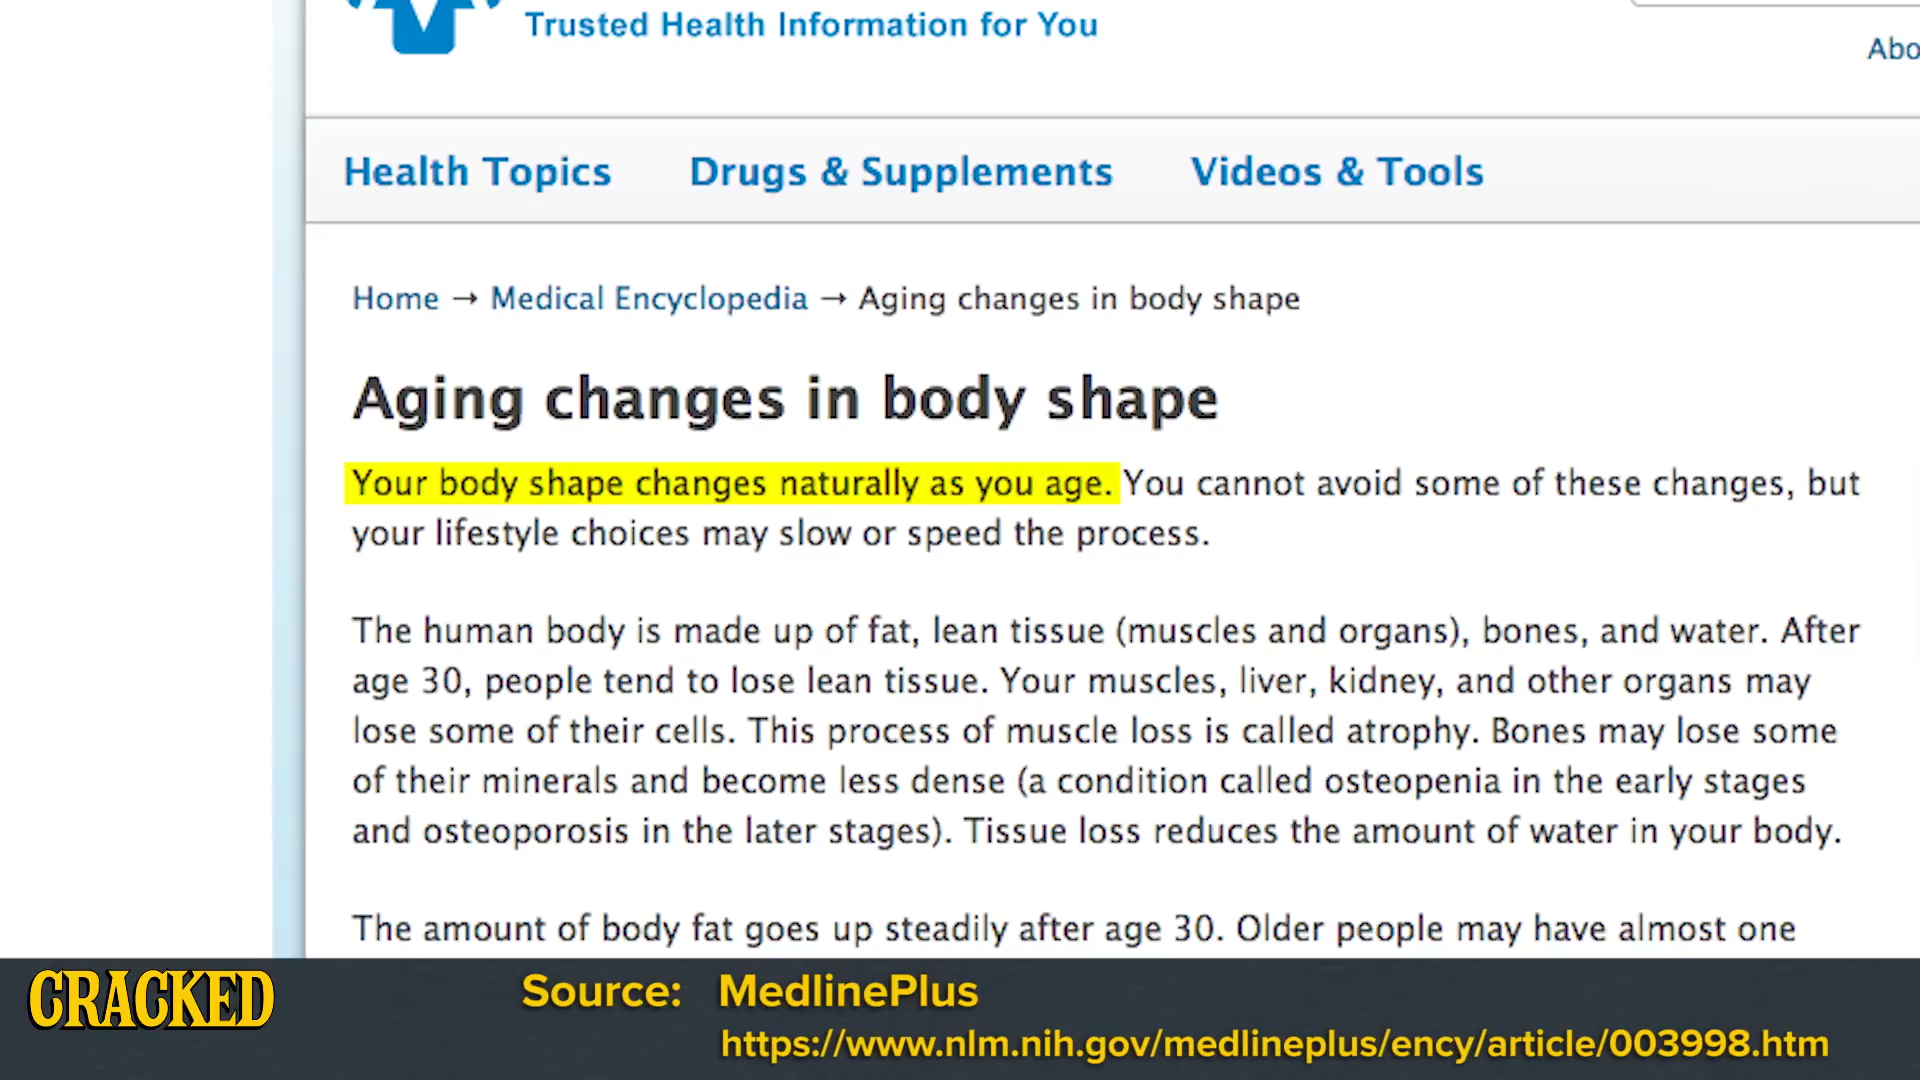 Trusted Health Information for You
Abo
Health Topics Drugs & Supplements Videos & Tools
Home → Medical Encyclopedia → Aging changes in body shape
Aging changes in body shape
Your body shape changes naturally as you age. You cannot avoid some of these changes, but
your lifestyle choices may slow or speed the process.
The human body is made up of fat, lean tissue (muscles and organs), bones, and water. After
age 30, people tend to lose lean tissue. Your muscles, liver, kidney, and other organs may
lose some of their cells. This process of muscle loss is called atrophy. Bones may lose some
of their minerals and become less dense (a condition called osteopenia in the early stages
and osteoporosis in the later stages). Tissue loss reduces the amount of water in your body.
The amount of body fat goes up steadily after age 30. Older people may have almost one
CRACKED
Source: MedlinePlus
https://www.nlm.nih.gov/medlineplus/ency/article/003998.htm